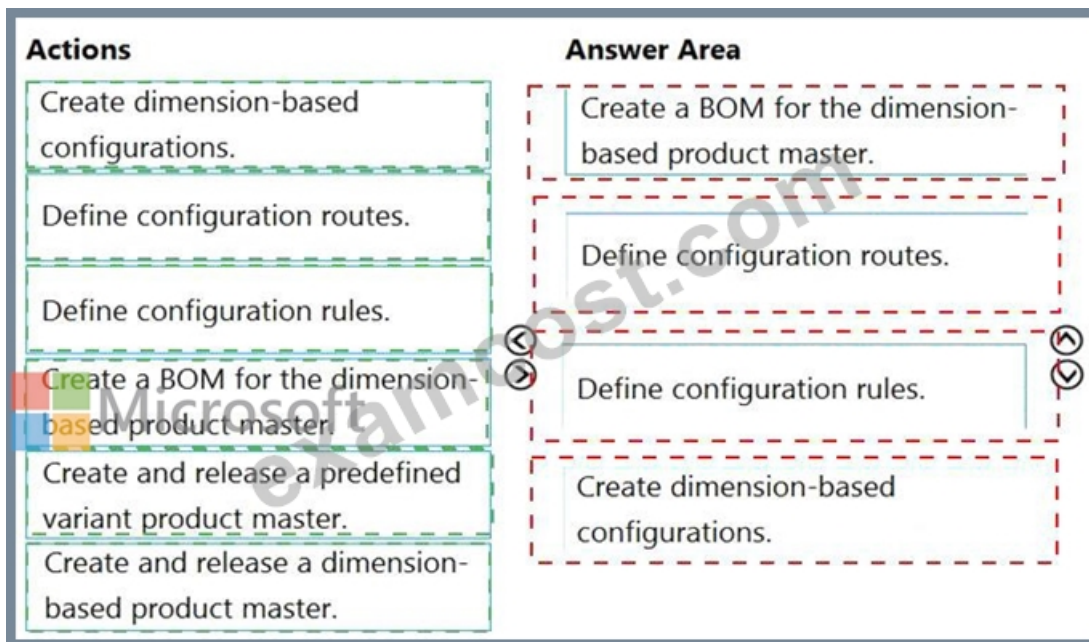 Actions
Answer Area
Create dimension-based
configurations.
Define configuration routes.
Define configuration rules.
Create a BOM for the dimension-
based product master.
Create and release a predefined
variant product master.
Create and release a dimension-
based product master.
Create a BOM for the dimension-
based product master.
Define configuration routes.
Define configuration rules.
Create dimension-based
configurations.
Microsoft
examcost.com